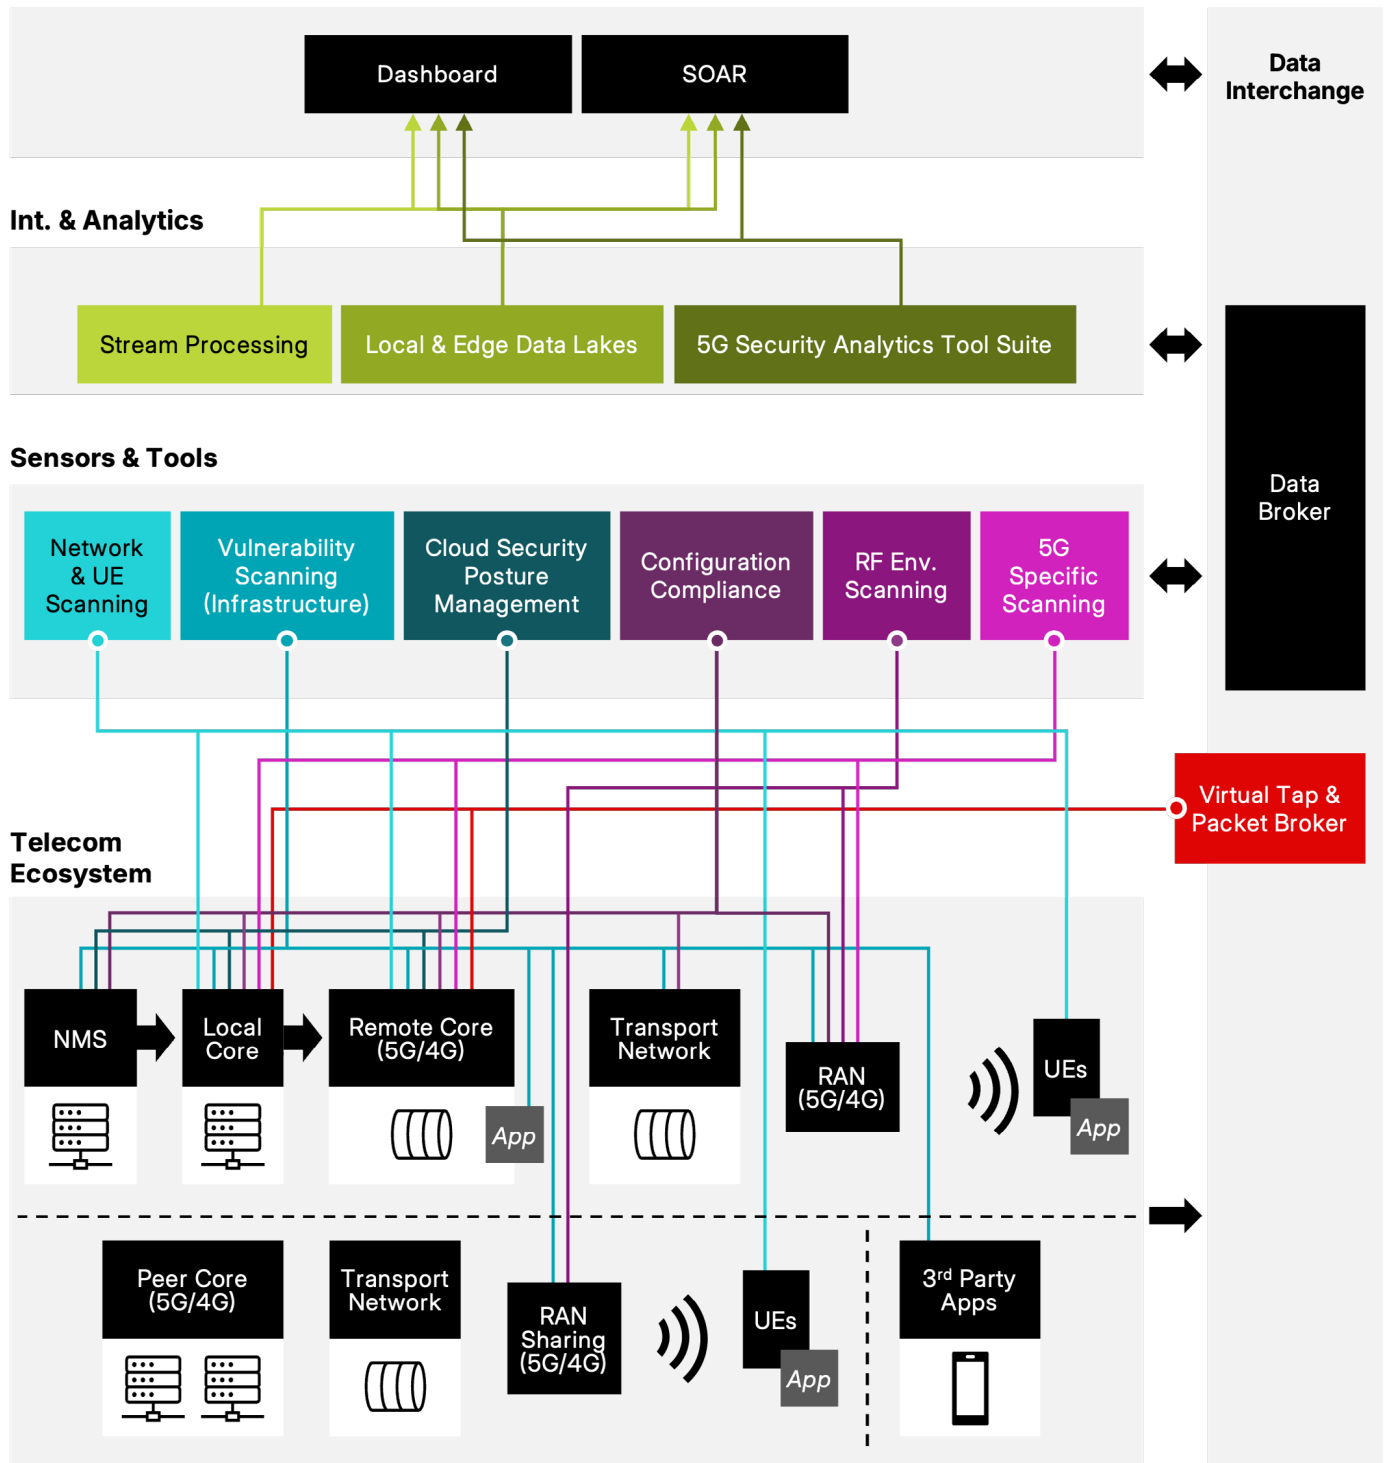 Dashboard
SOAR
Data
Interchange
Int. & Analytics
Stream Processing
Local & Edge Data Lakes
5G Security Analytics Tool Suite
Data
Broker
Sensors & Tools
Network
& UE
Scanning
Vulnerability
Scanning
(Infrastructure)
Cloud Security
Posture
Management
Configuration
Compliance
RF Env.
Scanning
5G
Specific
Scanning
Virtual Tap &
Packet Broker
Telecom
Ecosystem
NMS
Local
Core
Remote Core
(5G/4G)
App
Transport
Network
RAN
(5G/4G)
UEs
App
Peer Core
(5G/4G)
Transport
Network
RAN
Sharing
(5G/4G)
UEs
App
3rd Party
Apps